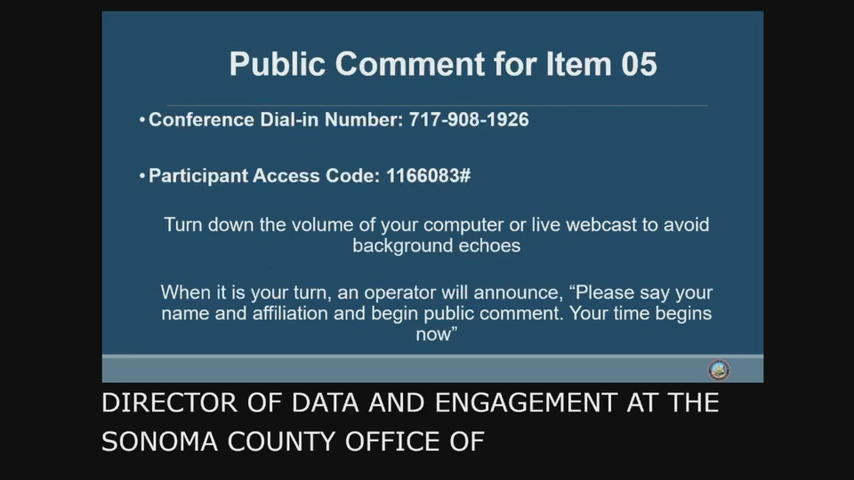 Public Comment for Item 05
•Conference Dial-in Number: 717-908-1926
•Participant Access Code: 1166083#
Turn down the volume of your computer or live webcast to avoid
background echoes
When it is your turn, an operator will announce, “Please say your
name and affiliation and begin public comment. Your time begins
now”
DIRECTOR OF DATA AND ENGAGEMENT AT THE
SONOMA COUNTY OFFICE OF